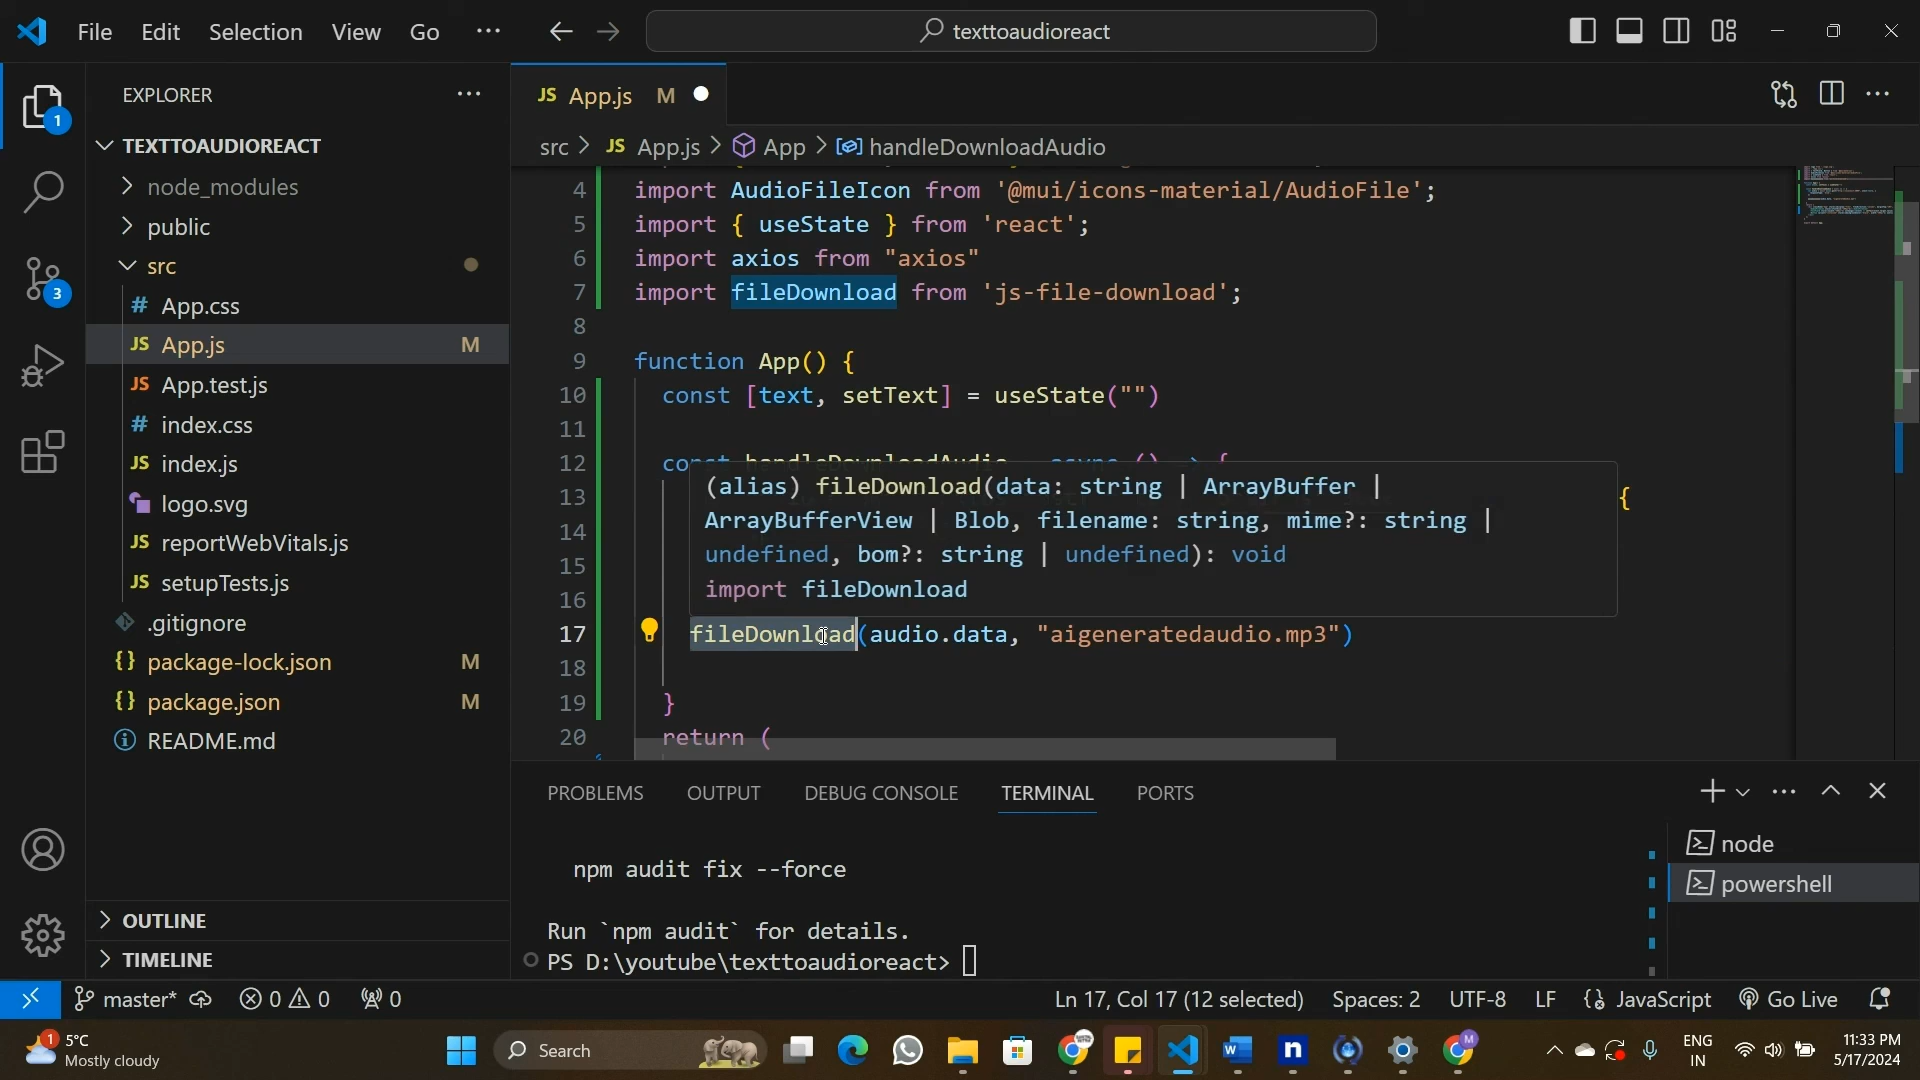 File Edit Selection View Go ··· texttoaudioreact
EXPLORER
1
TEXTTOAUDIOREACT
node_modules
public
3
src
# App.css
JS App.js M
JS App.test.js
# index.css
JS index.js
logo.svg
JS reportWebVitals.js
JS setupTests.js
.gitignore
{} package-lock.json M
{} package.json M
README.md
OUTLINE
TIMELINE
JS App.js M
src > JS App.js > App > handleDownloadAudio
4 import AudioFileIcon from '@mui/icons-material/AudioFile';
5 import { useState } from 'react';
6 import axios from "axios"
7 import fileDownload from 'js-file-download';
8
9 function App() {
10 const [text, setText] = useState("")
11
12 const handleDownloadAudio = async () => {
13 {
14
15
16
(alias) fileDownload(data: string | ArrayBuffer |
ArrayBufferView | Blob, filename: string, mime?: string |
undefined, bom?: string | undefined): void
import fileDownload
17 fileDownload(audio.data, "aigeneratedaudio.mp3")
18
19 }
20 return (
PROBLEMS OUTPUT DEBUG CONSOLE TERMINAL PORTS
npm audit fix --force
Run `npm audit` for details.
PS D:\youtube\texttoaudioreact>
node
powershell
master* 0 0 0 Ln 17, Col 17 (12 selected) Spaces: 2 UTF-8 LF {} JavaScript Go Live
1 5°C
Mostly cloudy
Search
W n M
ENG
IN
11:33 PM
5/17/2024